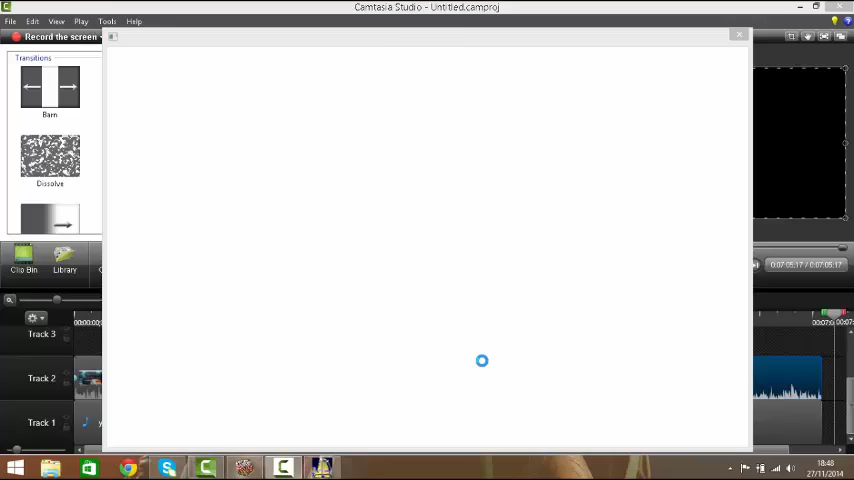 Camtasia Studio - Untitled.camproj
File Edit View Play Tools Help
Record the screen
Transitions
Barn
Dissolve
Clip Bin Library
0:07:05;17 / 0:07:05;17
Track 3
Track 2
Track 1
18:48
27/11/2014